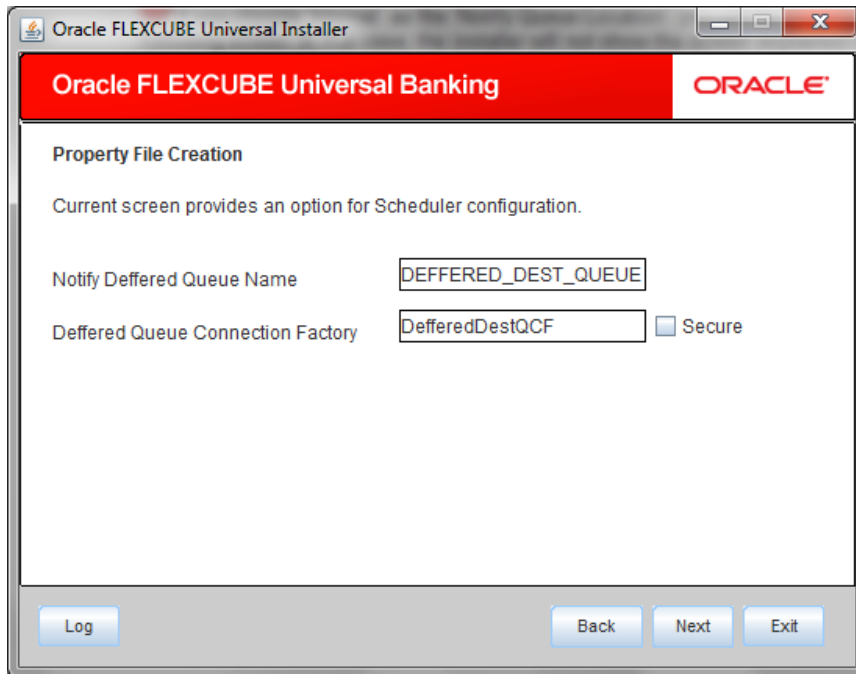 Oracle FLEXCUBE Universal Installer
Oracle FLEXCUBE Universal Banking
ORACLE
Property File Creation
Current screen provides an option for Scheduler configuration.
Notify Deffered Queue Name DEFFERED_DEST_QUEUE
Deffered Queue Connection Factory DefferedDestQCF Secure
Log Back Next Exit